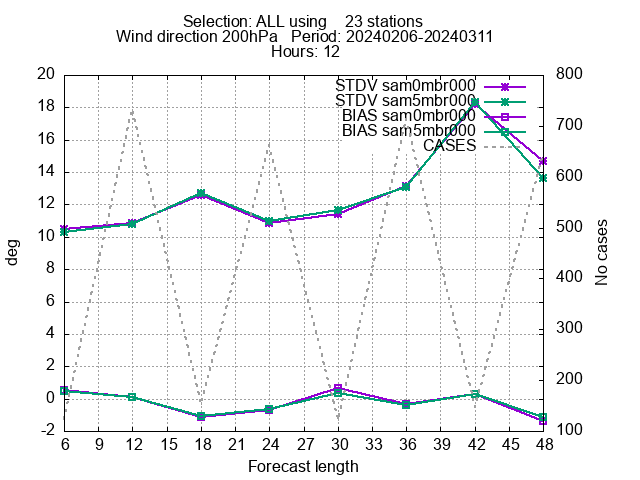 Selection: ALL using    23 stations
Wind direction 200hPa   Period: 20240206-20240311
Hours: 12
STDV sam0mbr000
STDV sam5mbr000
BIAS sam0mbr000
BIAS sam5mbr000
CASES
deg
20
18
16
14
12
10
8
6
4
2
0
-2
No cases
800
700
600
500
400
300
200
100
6 9 12 15 18 21 24 27 30 33 36 39 42 45 48
Forecast length